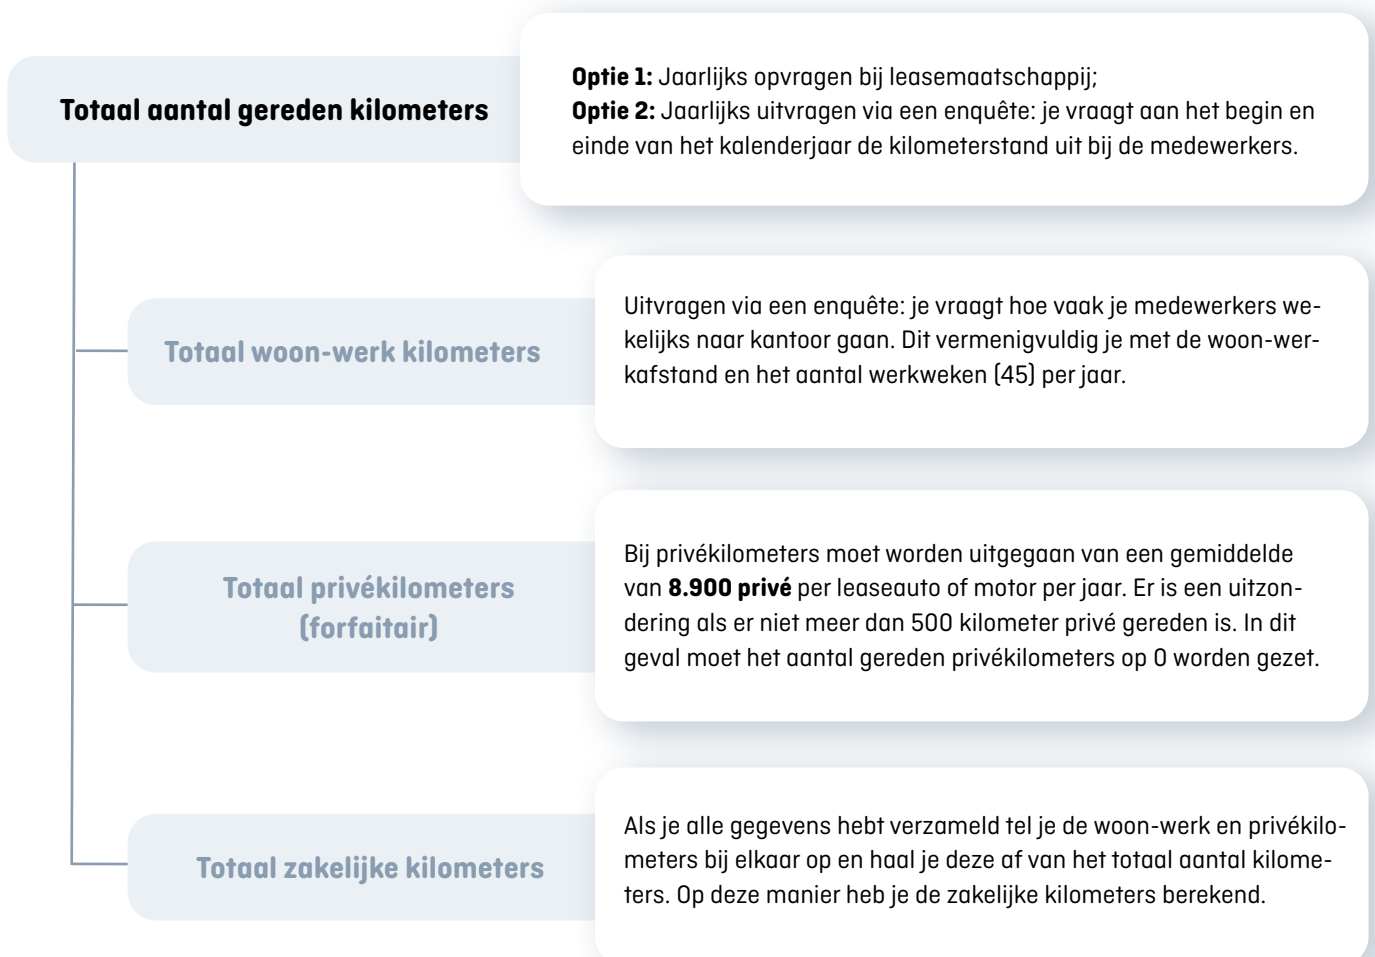 Totaal aantal gereden kilometers
Optie 1: Jaarlijks opvragen bij leasemaatschappij;
Optie 2: Jaarlijks uitvragen via een enquête: je vraagt aan het begin en
einde van het kalenderjaar de kilometerstand uit bij de medewerkers.
Totaal woon-werk kilometers
Uitvragen via een enquête: je vraagt hoe vaak je medewerkers we-
kelijks naar kantoor gaan. Dit vermenigvuldig je met de woon-wer-
kafstand en het aantal werkweken (45) per jaar.
Totaal privékilometers
(forfaitair)
Bij privékilometers moet worden uitgegaan van een gemiddelde
van 8.900 privé per leaseauto of motor per jaar. Er is een uitzon-
dering als er niet meer dan 500 kilometer privé gereden is. In dit
geval moet het aantal gereden privékilometers op 0 worden gezet.
Totaal zakelijke kilometers
Als je alle gegevens hebt verzameld tel je de woon-werk en privékilo-
meters bij elkaar op en haal je deze af van het totaal aantal kilome-
ters. Op deze manier heb je de zakelijke kilometers berekend.